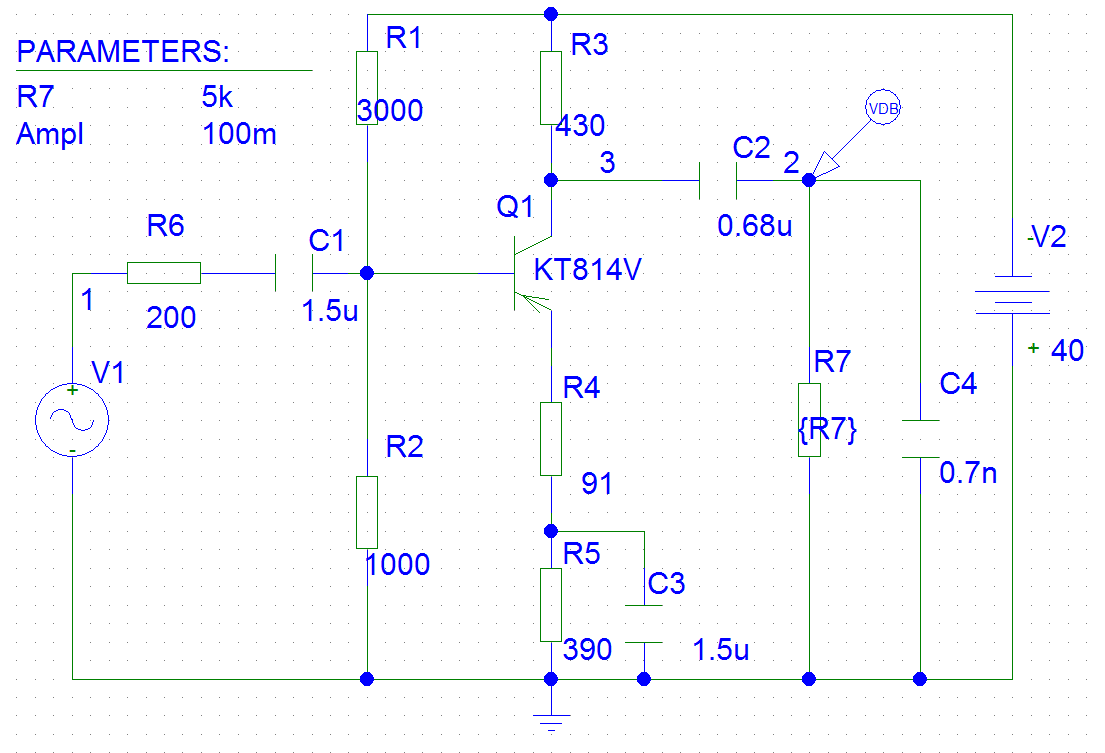 PARAMETERS:
R7 5k
Ampl 100m
R1
3000
R3
430
VDB
3
C2
2
0.68u
Q1
KT814V
R6
200
C1
1.5u
1
V1
+
-
-V2
+ 40
R4
91
R7
{R7}
C4
0.7n
R2
1000
R5
390
C3
1.5u